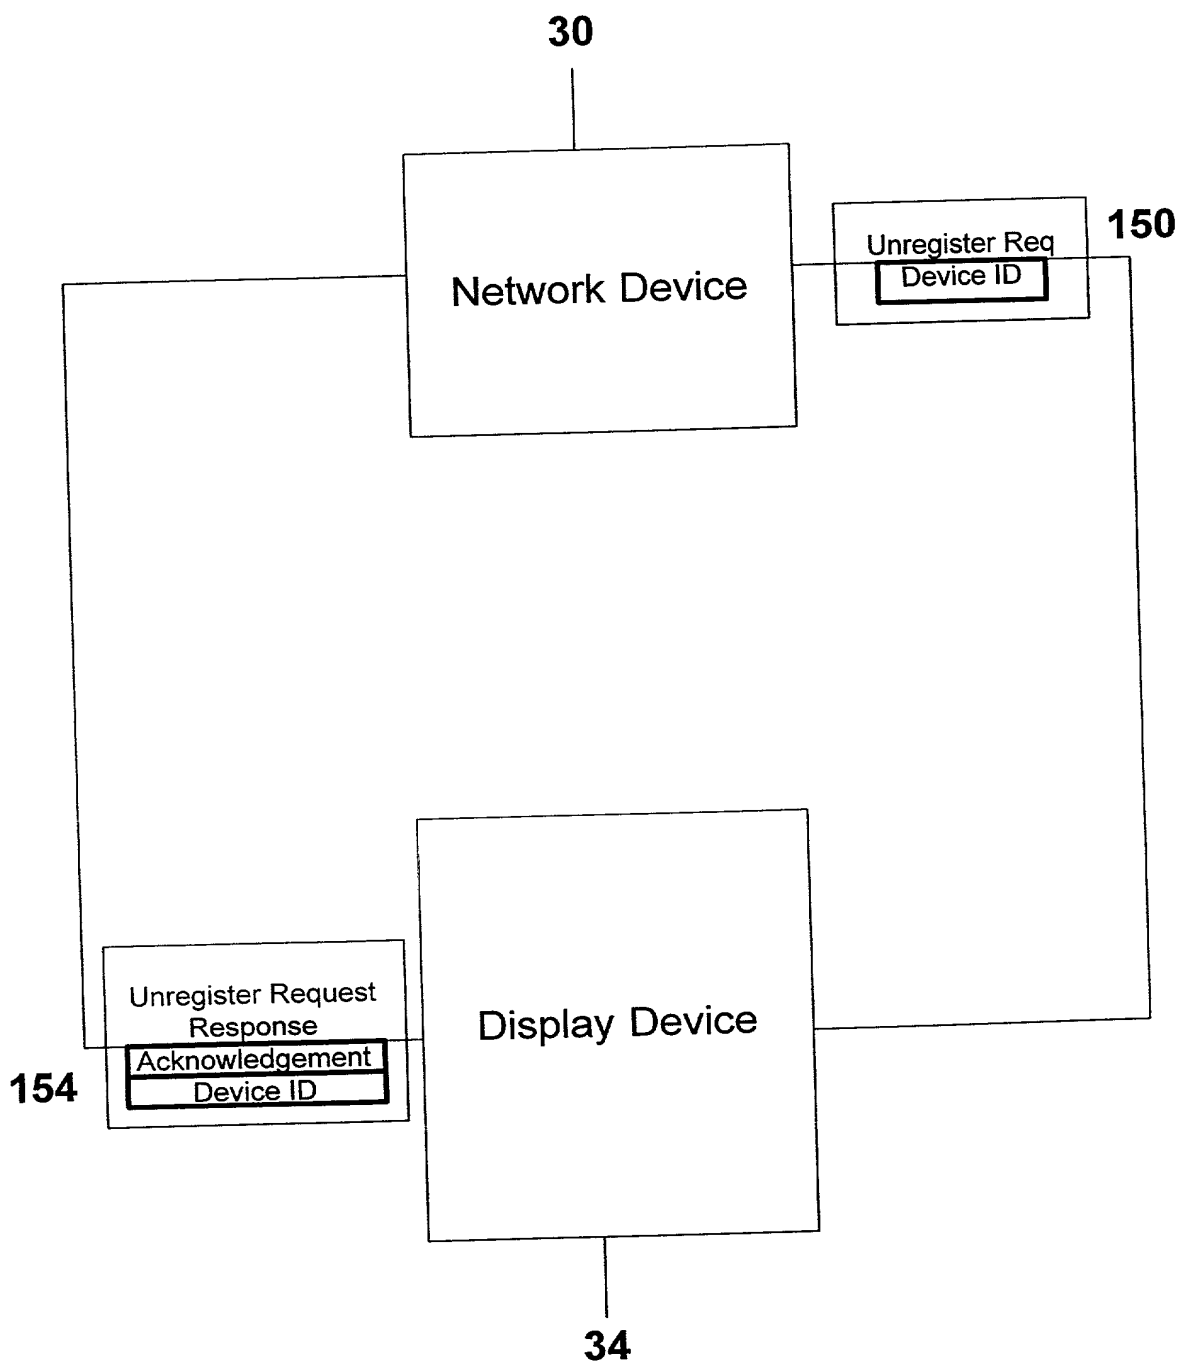 30
150
Unregister Req
Device ID
Network Device
Unregister Request
Response
Acknowledgement
Device ID
154
Display Device
34